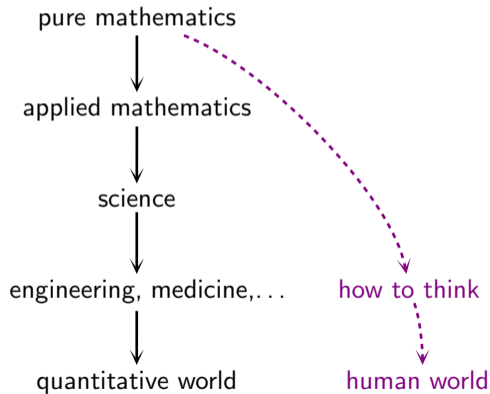 pure mathematics
applied mathematics
science
engineering, medicine,...
how to think
quantitative world
human world